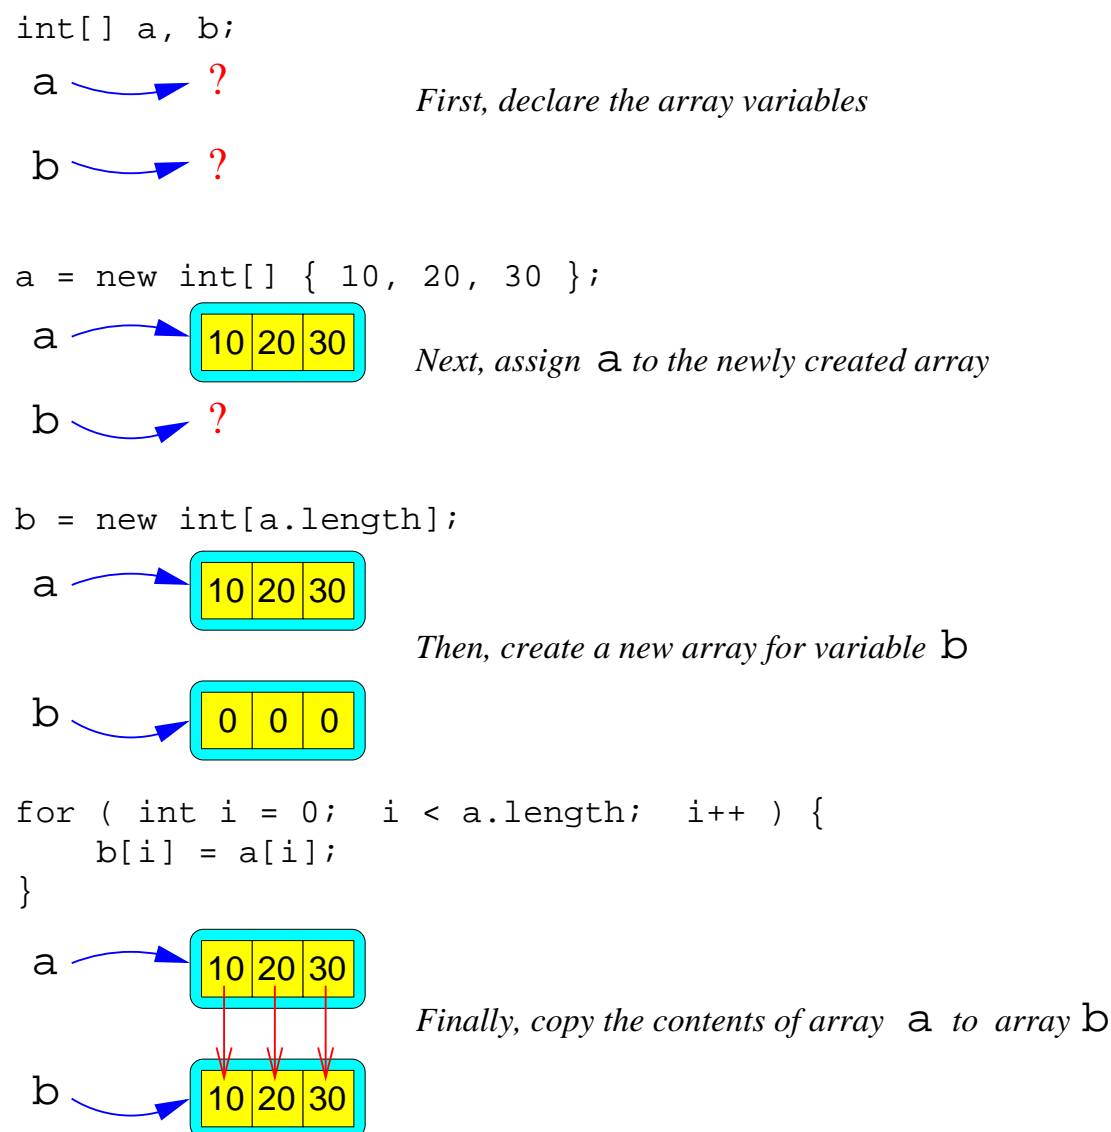 int[] a, b;
a ?
First, declare the array variables
b ?
a = new int[] { 10, 20, 30 };
a 10 20 30
Next, assign a to the newly created array
b ?
b = new int[a.length];
a 10 20 30
Then, create a new array for variable b
b 0 0 0
for ( int i = 0;  i < a.length;  i++ ) {
    b[i] = a[i];
}
a 10 20 30
Finally, copy the contents of array a to array b
b 10 20 30